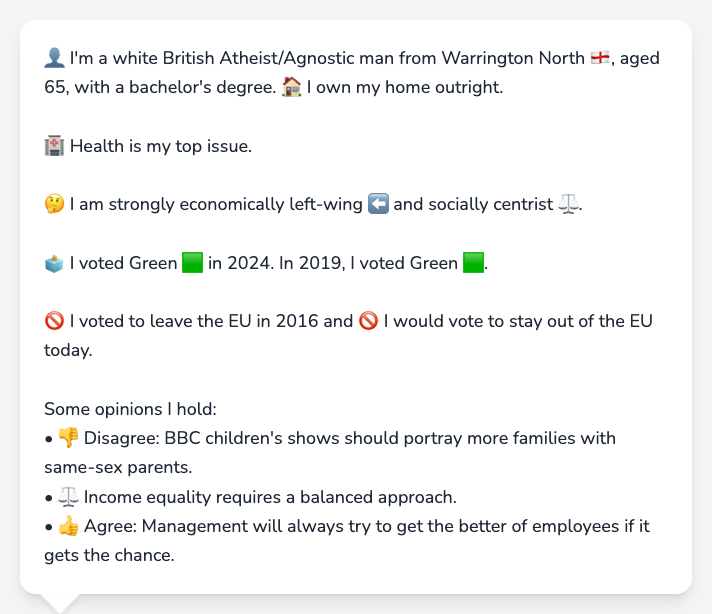 👤 I'm a white British Atheist/Agnostic man from Warrington North 🏴󠁧󠁢󠁥󠁮󠁧󠁿, aged
65, with a bachelor's degree. 🏠 I own my home outright.
🏥 Health is my top issue.
🤔 I am strongly economically left-wing ⬅️ and socially centrist ⚖️.
🗳️ I voted Green 🟩 in 2024. In 2019, I voted Green 🟩.
🚫 I voted to leave the EU in 2016 and 🚫 I would vote to stay out of the EU
today.
Some opinions I hold:
• 👎 Disagree: BBC children's shows should portray more families with
same-sex parents.
• ⚖️ Income equality requires a balanced approach.
• 👍 Agree: Management will always try to get the better of employees if it
gets the chance.